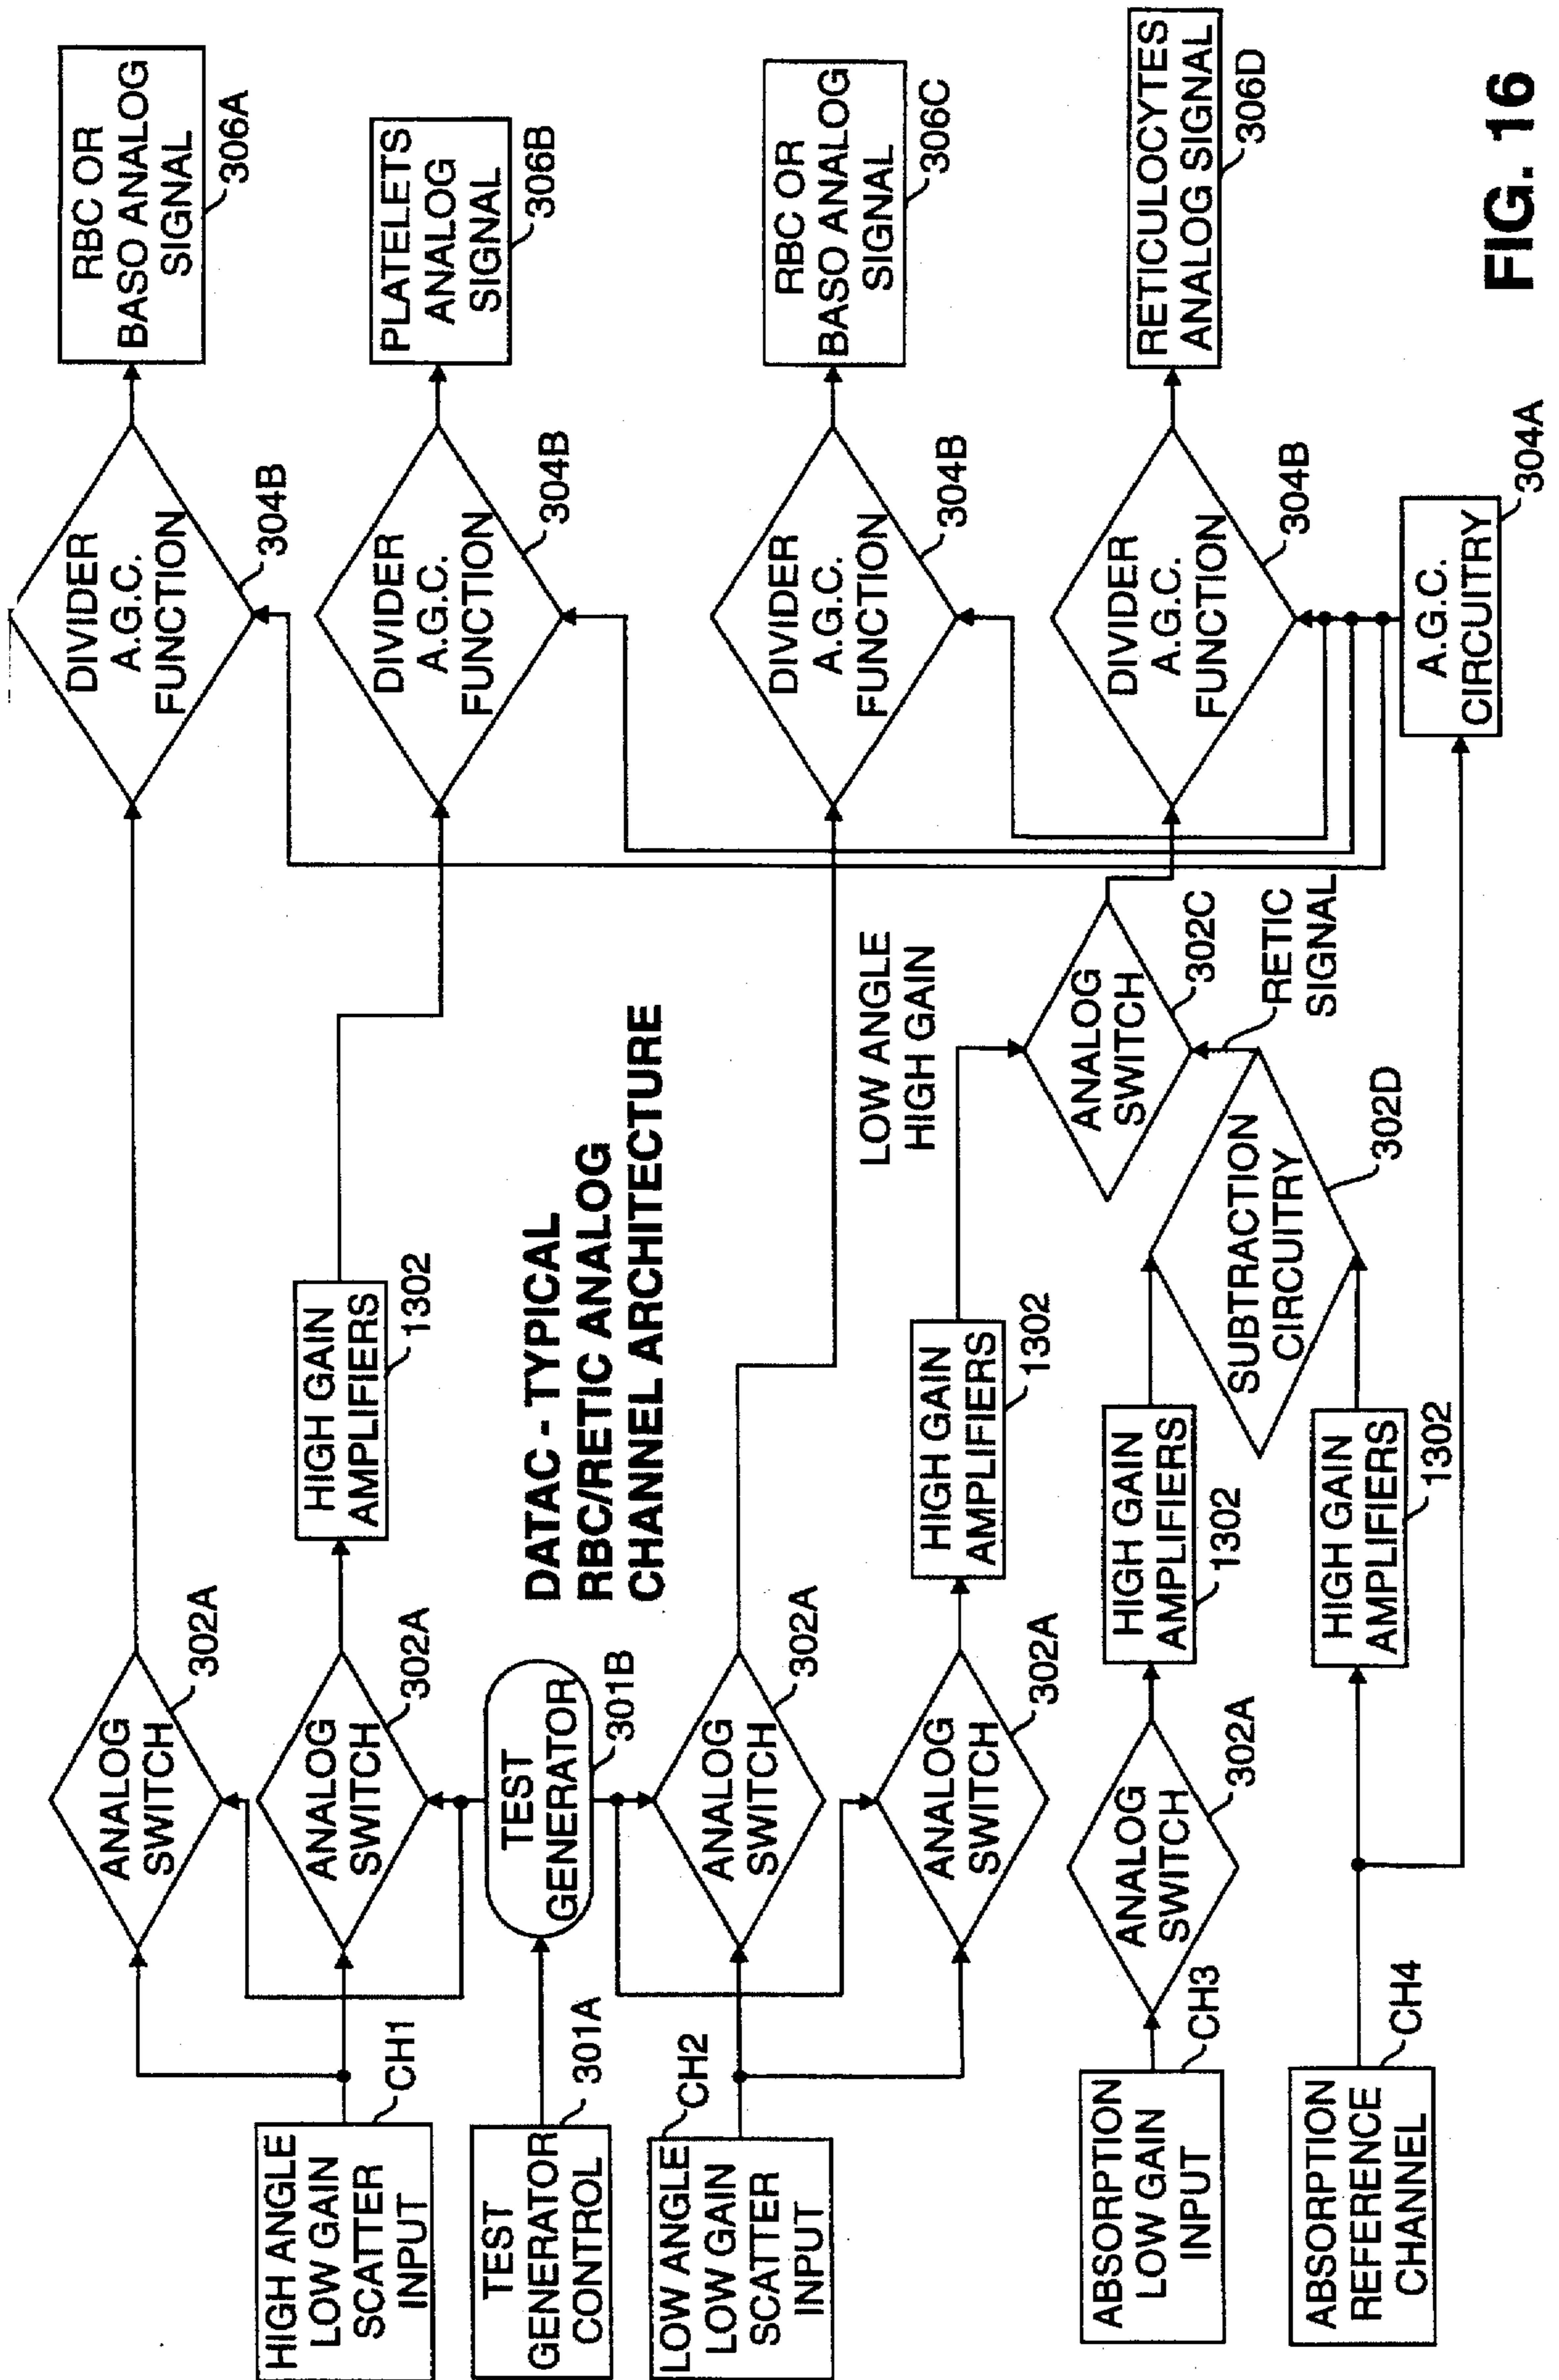 HIGH ANGLE
LOW GAIN
SCATTER
INPUT
CH1
TEST
GENERATOR
CONTROL
301A
LOW ANGLE
LOW GAIN
SCATTER
INPUT
CH2
ABSORPTION
LOW GAIN
INPUT
CH3
ABSORPTION
REFERENCE
CHANNEL
CH4
ANALOG
SWITCH
302A
ANALOG
SWITCH
302A
TEST
GENERATOR
301B
ANALOG
SWITCH
302A
ANALOG
SWITCH
302A
ANALOG
SWITCH
302A
HIGH GAIN
AMPLIFIERS
1302
DATAC - TYPICAL
RBC/RETIC ANALOG
CHANNEL ARCHITECTURE
HIGH GAIN
AMPLIFIERS
1302
HIGH GAIN
AMPLIFIERS
1302
HIGH GAIN
AMPLIFIERS
1302
LOW ANGLE
HIGH GAIN
ANALOG
SWITCH
302C
RETIC
SIGNAL
SUBTRACTION
CIRCUITRY
302D
DIVIDER
A.G.C.
FUNCTION
304B
DIVIDER
A.G.C.
FUNCTION
304B
DIVIDER
A.G.C.
FUNCTION
304B
DIVIDER
A.G.C.
FUNCTION
304B
A.G.C.
CIRCUITRY
304A
RBC OR
BASO ANALOG
SIGNAL
306A
PLATELETS
ANALOG
SIGNAL
306B
RBC OR
BASO ANALOG
SIGNAL
306C
RETICULOCYTES
ANALOG SIGNAL
306D
FIG. 16